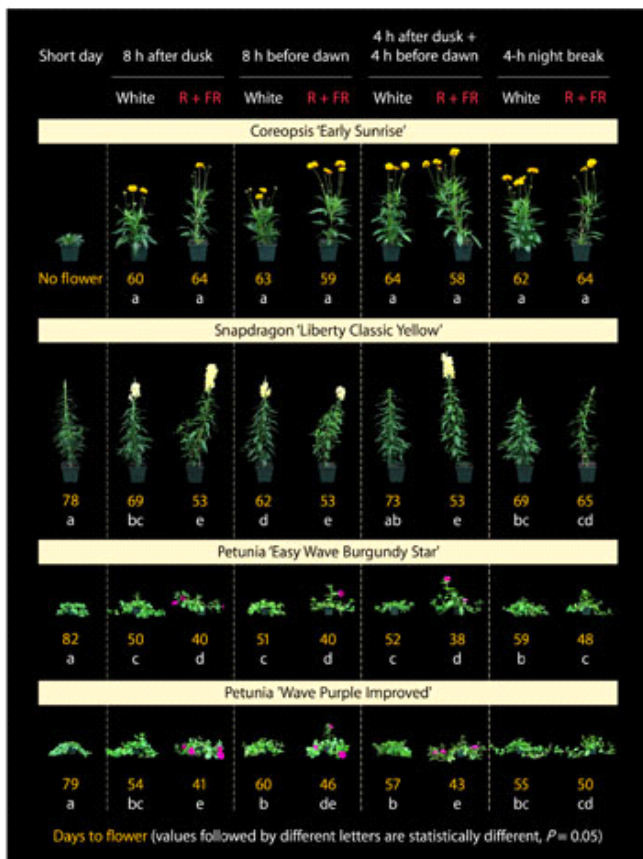 Short day 8 h after dusk 8 h before dawn 4 h after dusk + 4 h before dawn 4-h night break
White R + FR White R + FR White R + FR White R + FR
Coreopsis ‘Early Sunrise’
No flower 60 64 63 59 64 58 62 64
a a a a a a a a
Snapdragon ‘Liberty Classic Yellow’
78 69 53 62 53 73 53 69 65
a bc e d e ab e bc cd
Petunia ‘Easy Wave Burgundy Star’
82 50 40 51 40 52 38 59 48
a c d c d c d b c
Petunia ‘Wave Purple Improved’
79 54 41 60 46 57 43 55 50
a bc e b de b e bc cd
Days to flower (values followed by different letters are statistically different, P = 0.05)